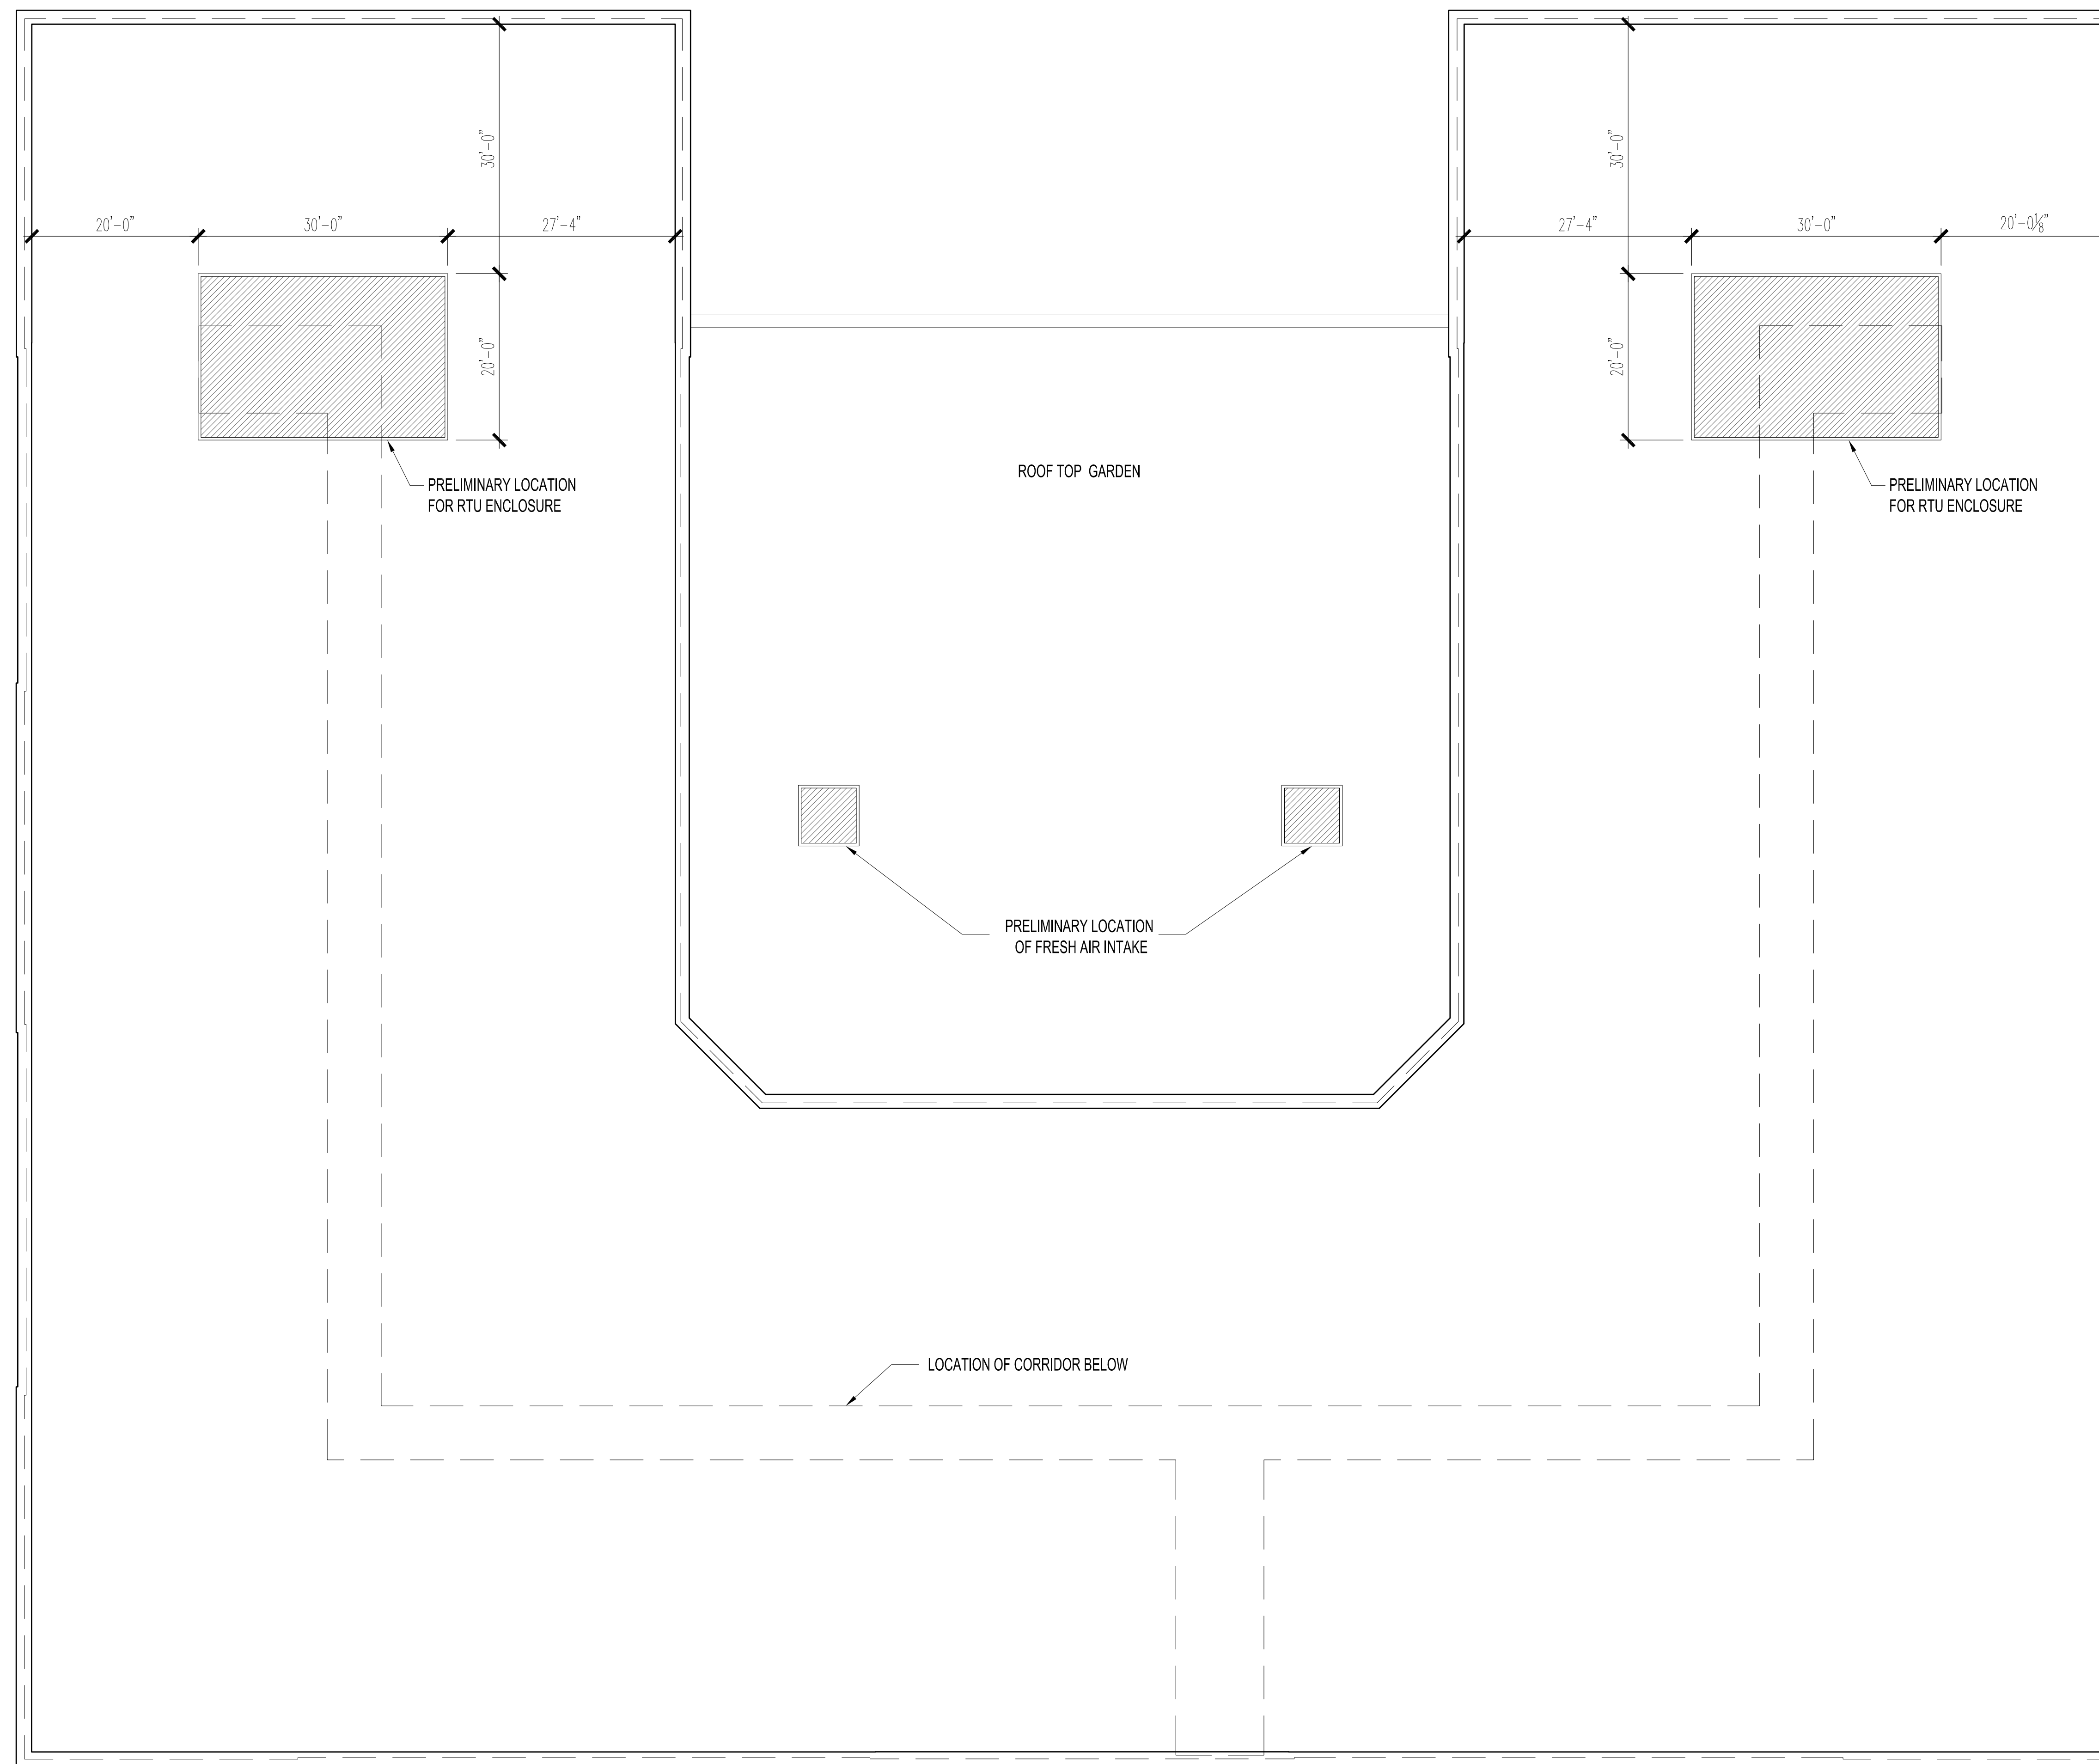 30'-0"
30'-0"
20'-0"
30'-0"
27'-4"
27'-4"
30'-0"
20'-0⅛"
20'-0"
20'-0"
ROOF TOP GARDEN
PRELIMINARY LOCATION
FOR RTU ENCLOSURE
PRELIMINARY LOCATION
FOR RTU ENCLOSURE
PRELIMINARY LOCATION
OF FRESH AIR INTAKE
LOCATION OF CORRIDOR BELOW